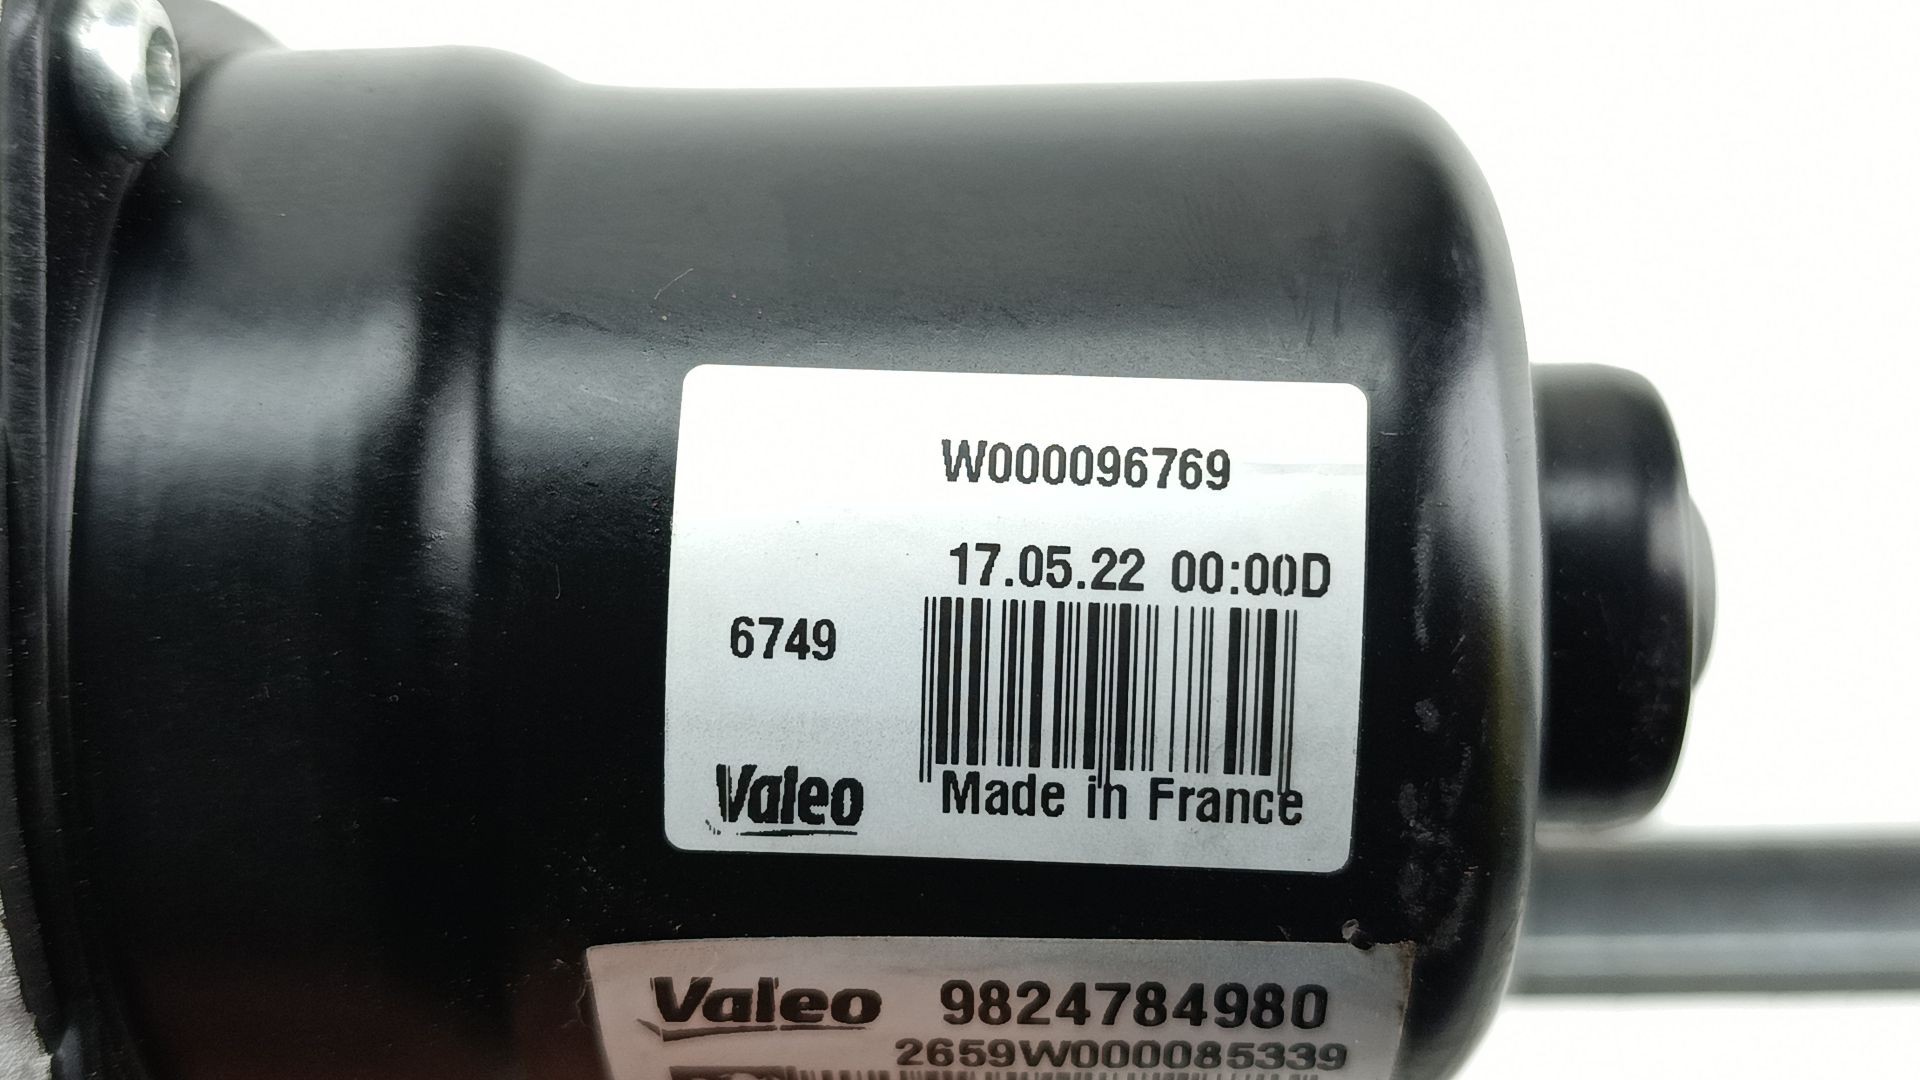 W000096769
17.05.22 00:00D
6749
Valeo
Made in France
Valeo 9824784980
2659W000085339